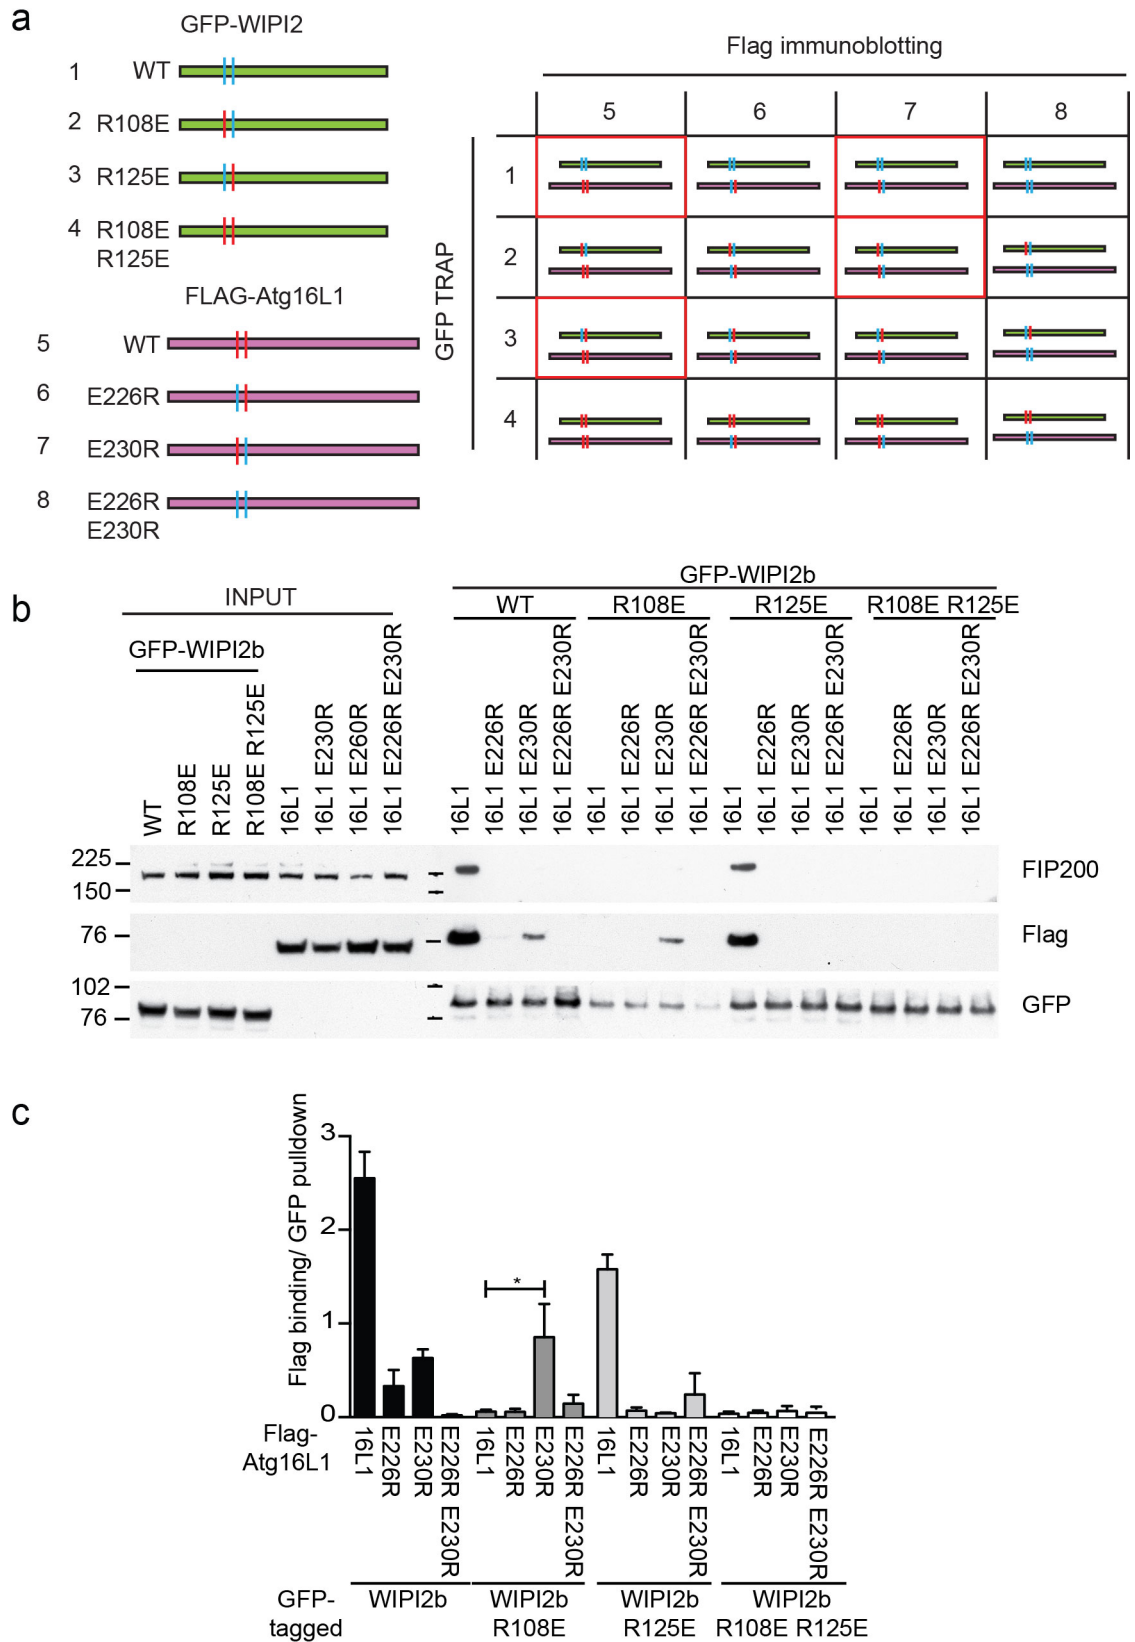 a
GFP-WIPI2
1 WT
2 R108E
3 R125E
4 R108E
R125E
FLAG-Atg16L1
5 WT
6 E226R
7 E230R
8 E226R
E230R
Flag immunoblotting
5 6 7 8
GFP TRAP
1
2
3
4
b
INPUT
GFP-WIPI2b
WT
R108E
R125E
R108E R125E
16L1
16L1 E230R
16L1 E260R
16L1 E226R E230R
GFP-WIPI2b
WT R108E R125E R108E R125E
16L1
16L1 E226R
16L1 E230R
16L1 E226R E230R
16L1
16L1 E226R
16L1 E230R
16L1 E226R E230R
16L1
16L1 E226R
16L1 E230R
16L1 E226R E230R
16L1
16L1 E226R
16L1 E230R
16L1 E226R E230R
225
150
FIP200
76
Flag
102
76
GFP
c
Flag binding/ GFP pulldown
3
2
1
0
*
Flag-
Atg16L1
16L1
E226R
E230R
E226R E230R
16L1
E226R
E230R
E226R E230R
16L1
E226R
E230R
E226R E230R
16L1
E226R
E230R
E226R E230R
GFP-
tagged
WIPI2b
WIPI2b
R108E
WIPI2b
R125E
WIPI2b
R108E R125E